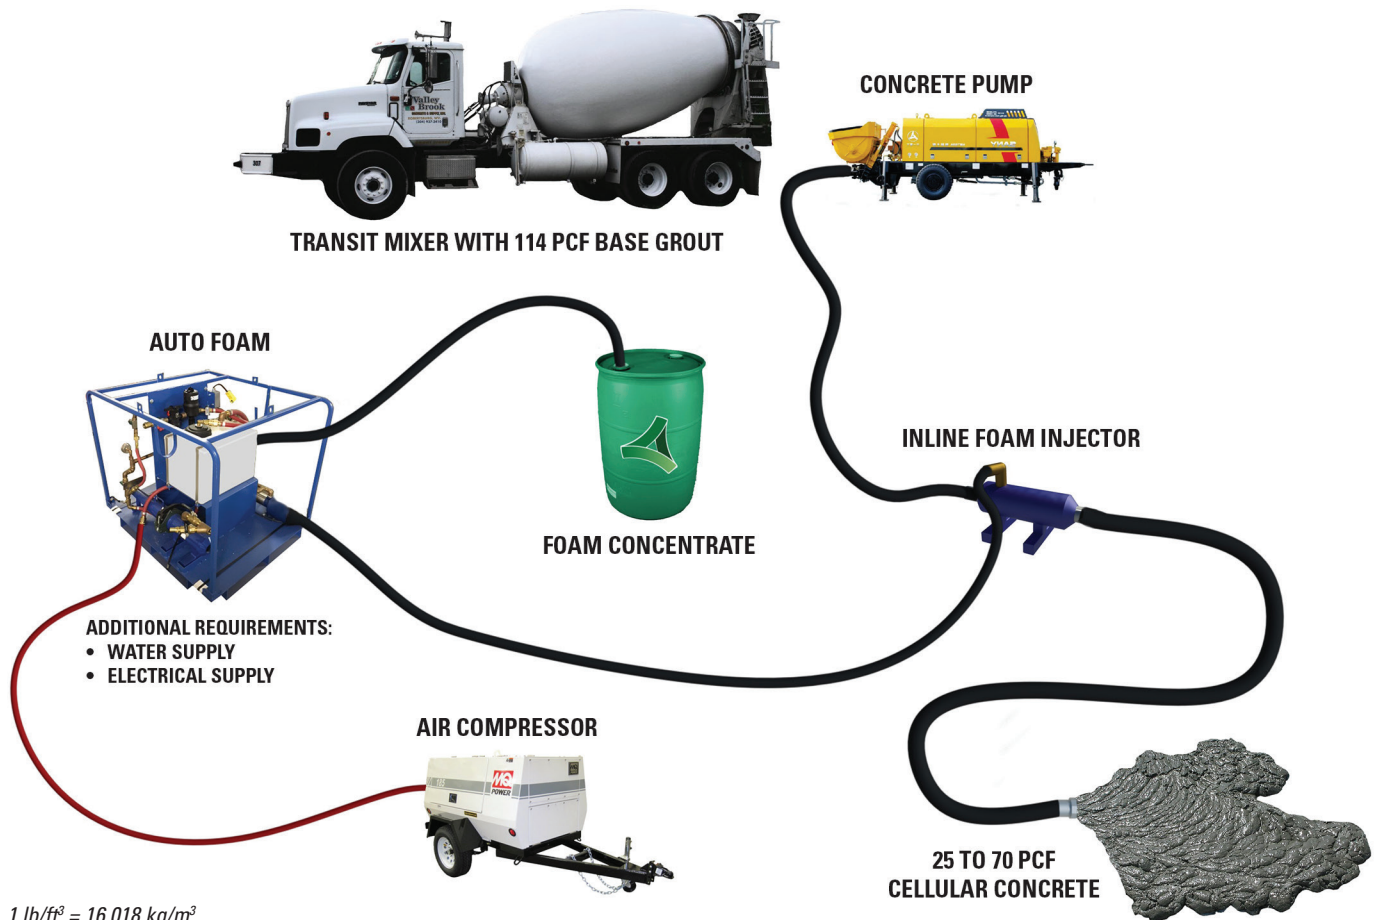 CONCRETE PUMP
Valley
Brook
307
TRANSIT MIXER WITH 114 PCF BASE GROUT
AUTO FOAM
INLINE FOAM INJECTOR
FOAM CONCENTRATE
ADDITIONAL REQUIREMENTS:
• WATER SUPPLY
• ELECTRICAL SUPPLY
AIR COMPRESSOR
MQ
POWER
25 TO 70 PCF
CELLULAR CONCRETE
1 lb/ft³ = 16.018 kg/m³